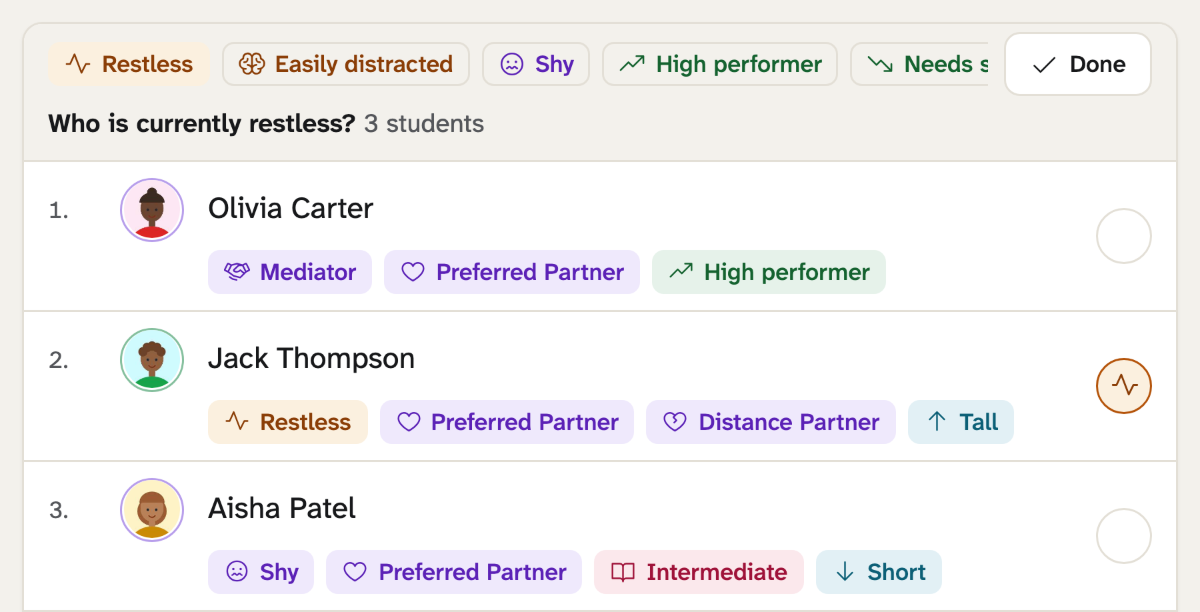 Restless Easily distracted Shy High performer Needs s Done
Who is currently restless? 3 students
1. Olivia Carter
Mediator Preferred Partner High performer
2. Jack Thompson
Restless Preferred Partner Distance Partner Tall
3. Aisha Patel
Shy Preferred Partner Intermediate Short